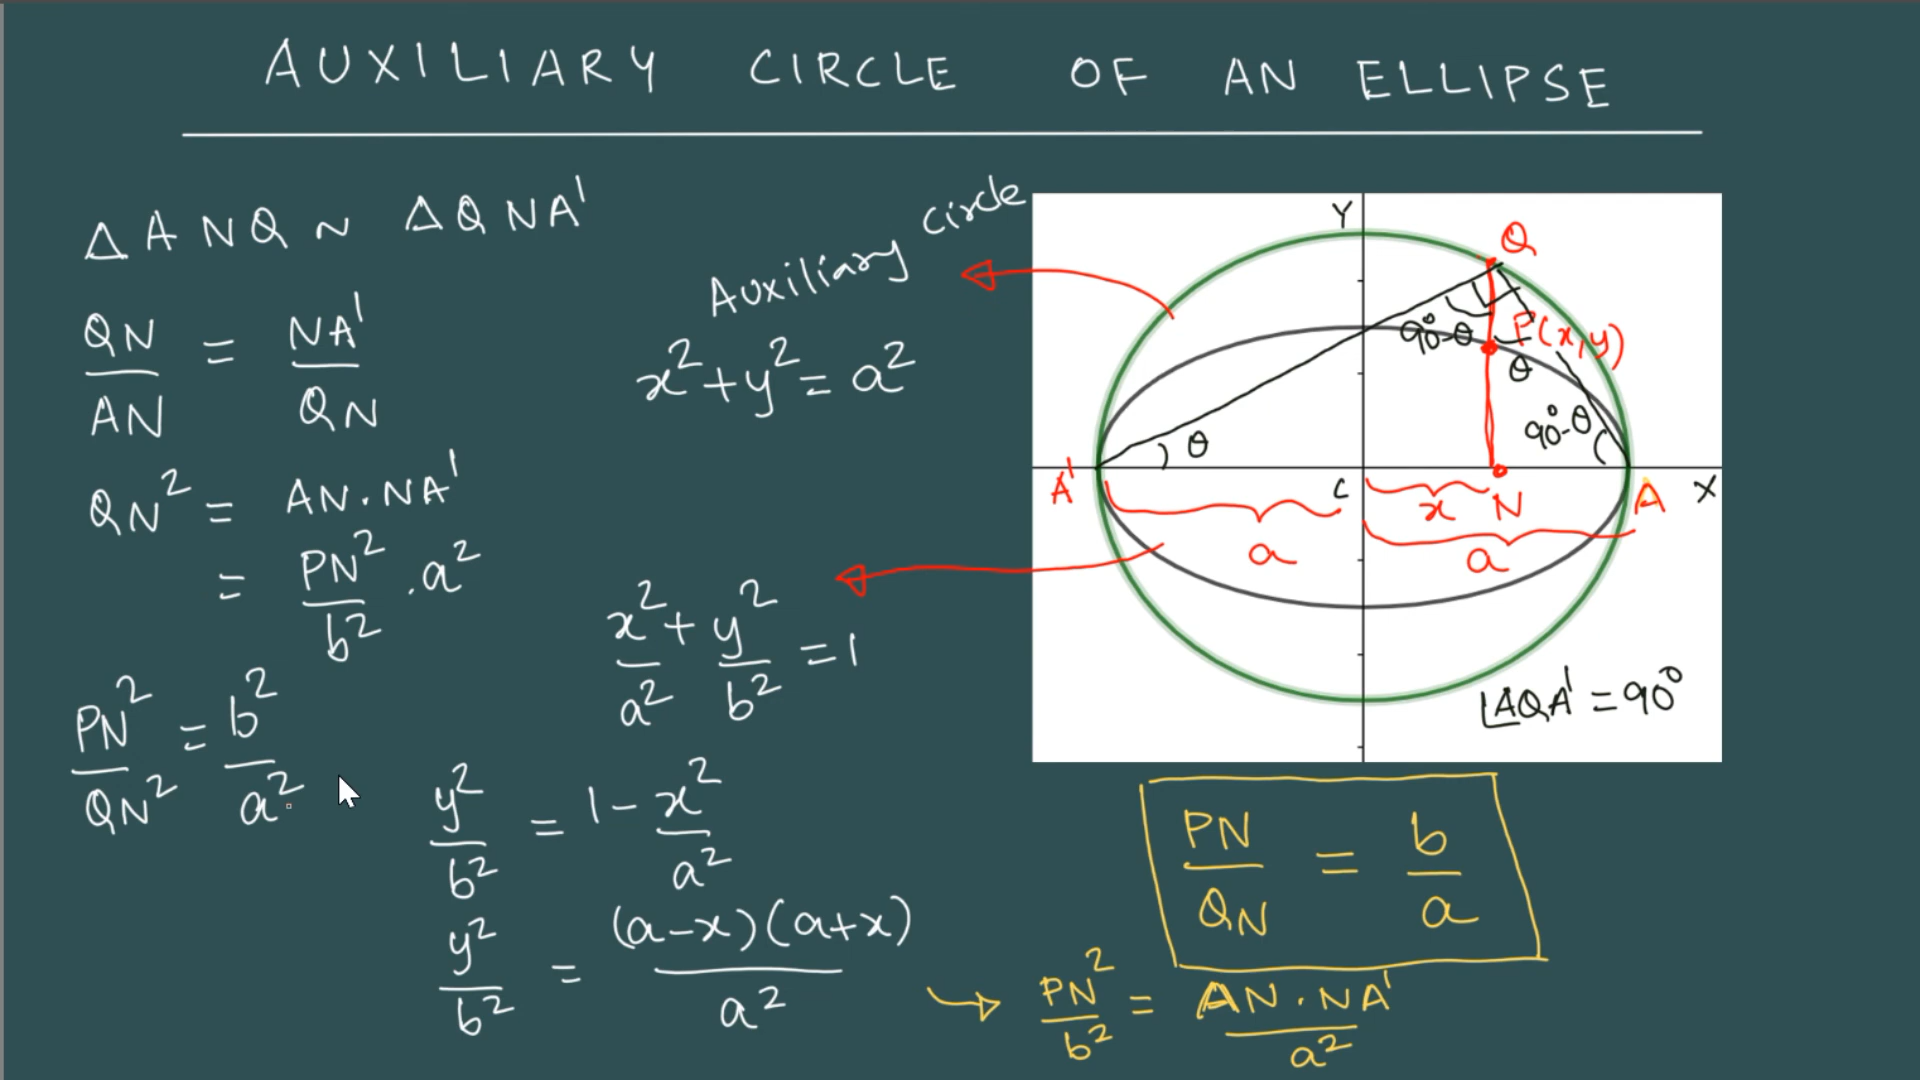 AUXILIARY CIRCLE OF AN ELLIPSE
Δ A N Q ~ Δ Q N A'
QN/AN = NA'/QN
QN² = AN.NA'
= PN²/b² .a²
PN²/QN² = b²/a²
Auxiliary circle
x²+y² = a²
x²/a² + y²/b² = 1
y²/b² = 1 - x²/a²
y²/b² = (a-x)(a+x)/a²
Y
Q
P(x,y)
90°-θ
θ
90°-θ
θ
A'
C
x
N
A
X
a
a
∠AQA' = 90°
PN/QN = b/a
PN²/b² = AN.NA'/a²